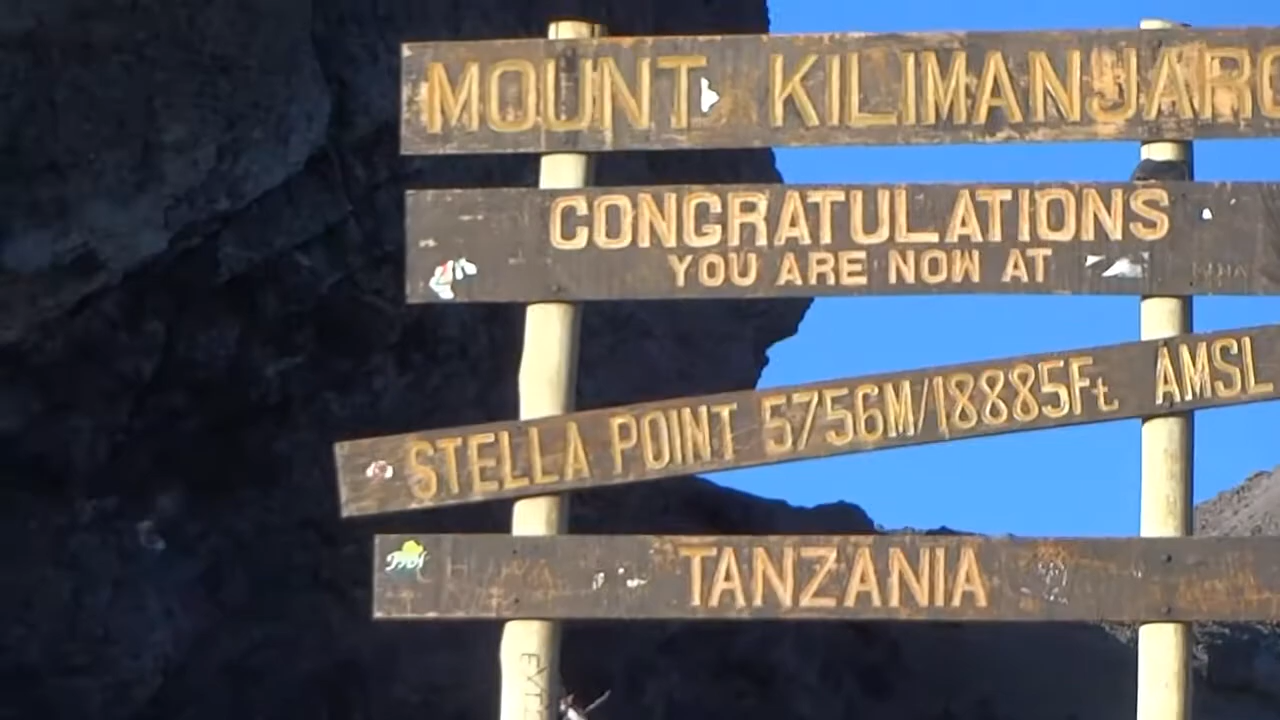 MOUNT KILIMANJARO
CONGRATULATIONS
YOU ARE NOW AT
STELLA POINT 5756M/18885Ft AMSL
TANZANIA